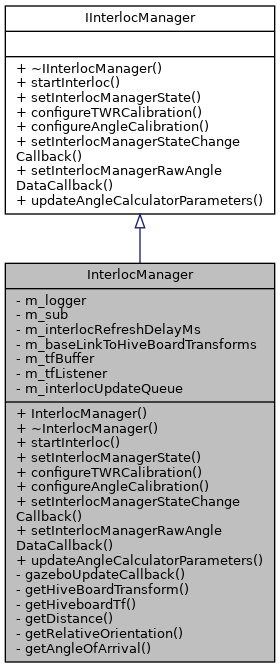 IInterlocManager
+ ~IInterlocManager()
+ startInterloc()
+ setInterlocManagerState()
+ configureTWRCalibration()
+ configureAngleCalibration()
+ setInterlocManagerStateChange
Callback()
+ setInterlocManagerRawAngle
DataCallback()
+ updateAngleCalculatorParameters()
InterlocManager
- m_logger
- m_sub
- m_interlocRefreshDelayMs
- m_baseLinkToHiveBoardTransforms
- m_tfBuffer
- m_tfListener
- m_interlocUpdateQueue
+ InterlocManager()
+ ~InterlocManager()
+ startInterloc()
+ setInterlocManagerState()
+ configureTWRCalibration()
+ configureAngleCalibration()
+ setInterlocManagerStateChange
Callback()
+ setInterlocManagerRawAngle
DataCallback()
+ updateAngleCalculatorParameters()
- gazeboUpdateCallback()
- getHiveBoardTransform()
- getHiveboardTf()
- getDistance()
- getRelativeOrientation()
- getAngleOfArrival()